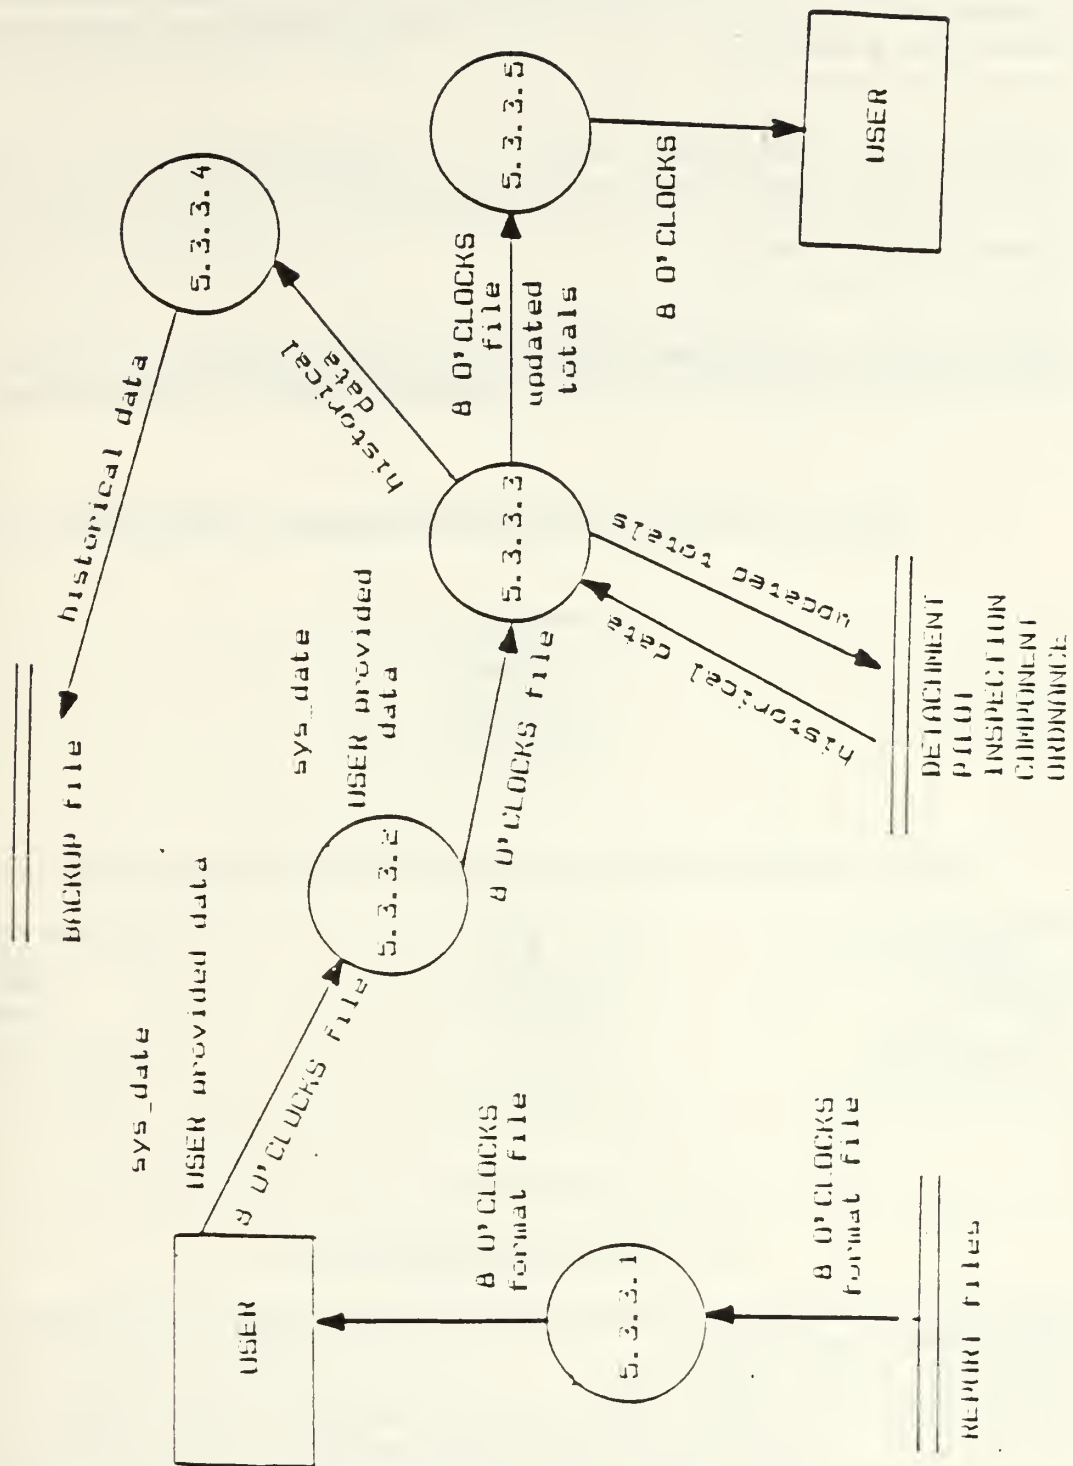 BACKUP file
historical data
5.3.3.4
sys_date
USER provided data
historical
data
USER
8 O'CLOCKS file
5.3.3.2
sys_date
USER provided
data
8 O'CLOCKS file
5.3.3.3
8 O'CLOCKS
file
updated
totals
5.3.3.5
8 O'CLOCKS
format file
5.3.3.1
8 O'CLOCKS
format file
REPORT files
historical data
updated totals
DETACHMENT
PILOT
INSPECTION
COMPONENT
ORDNANCE
8 O'CLOCKS
USER